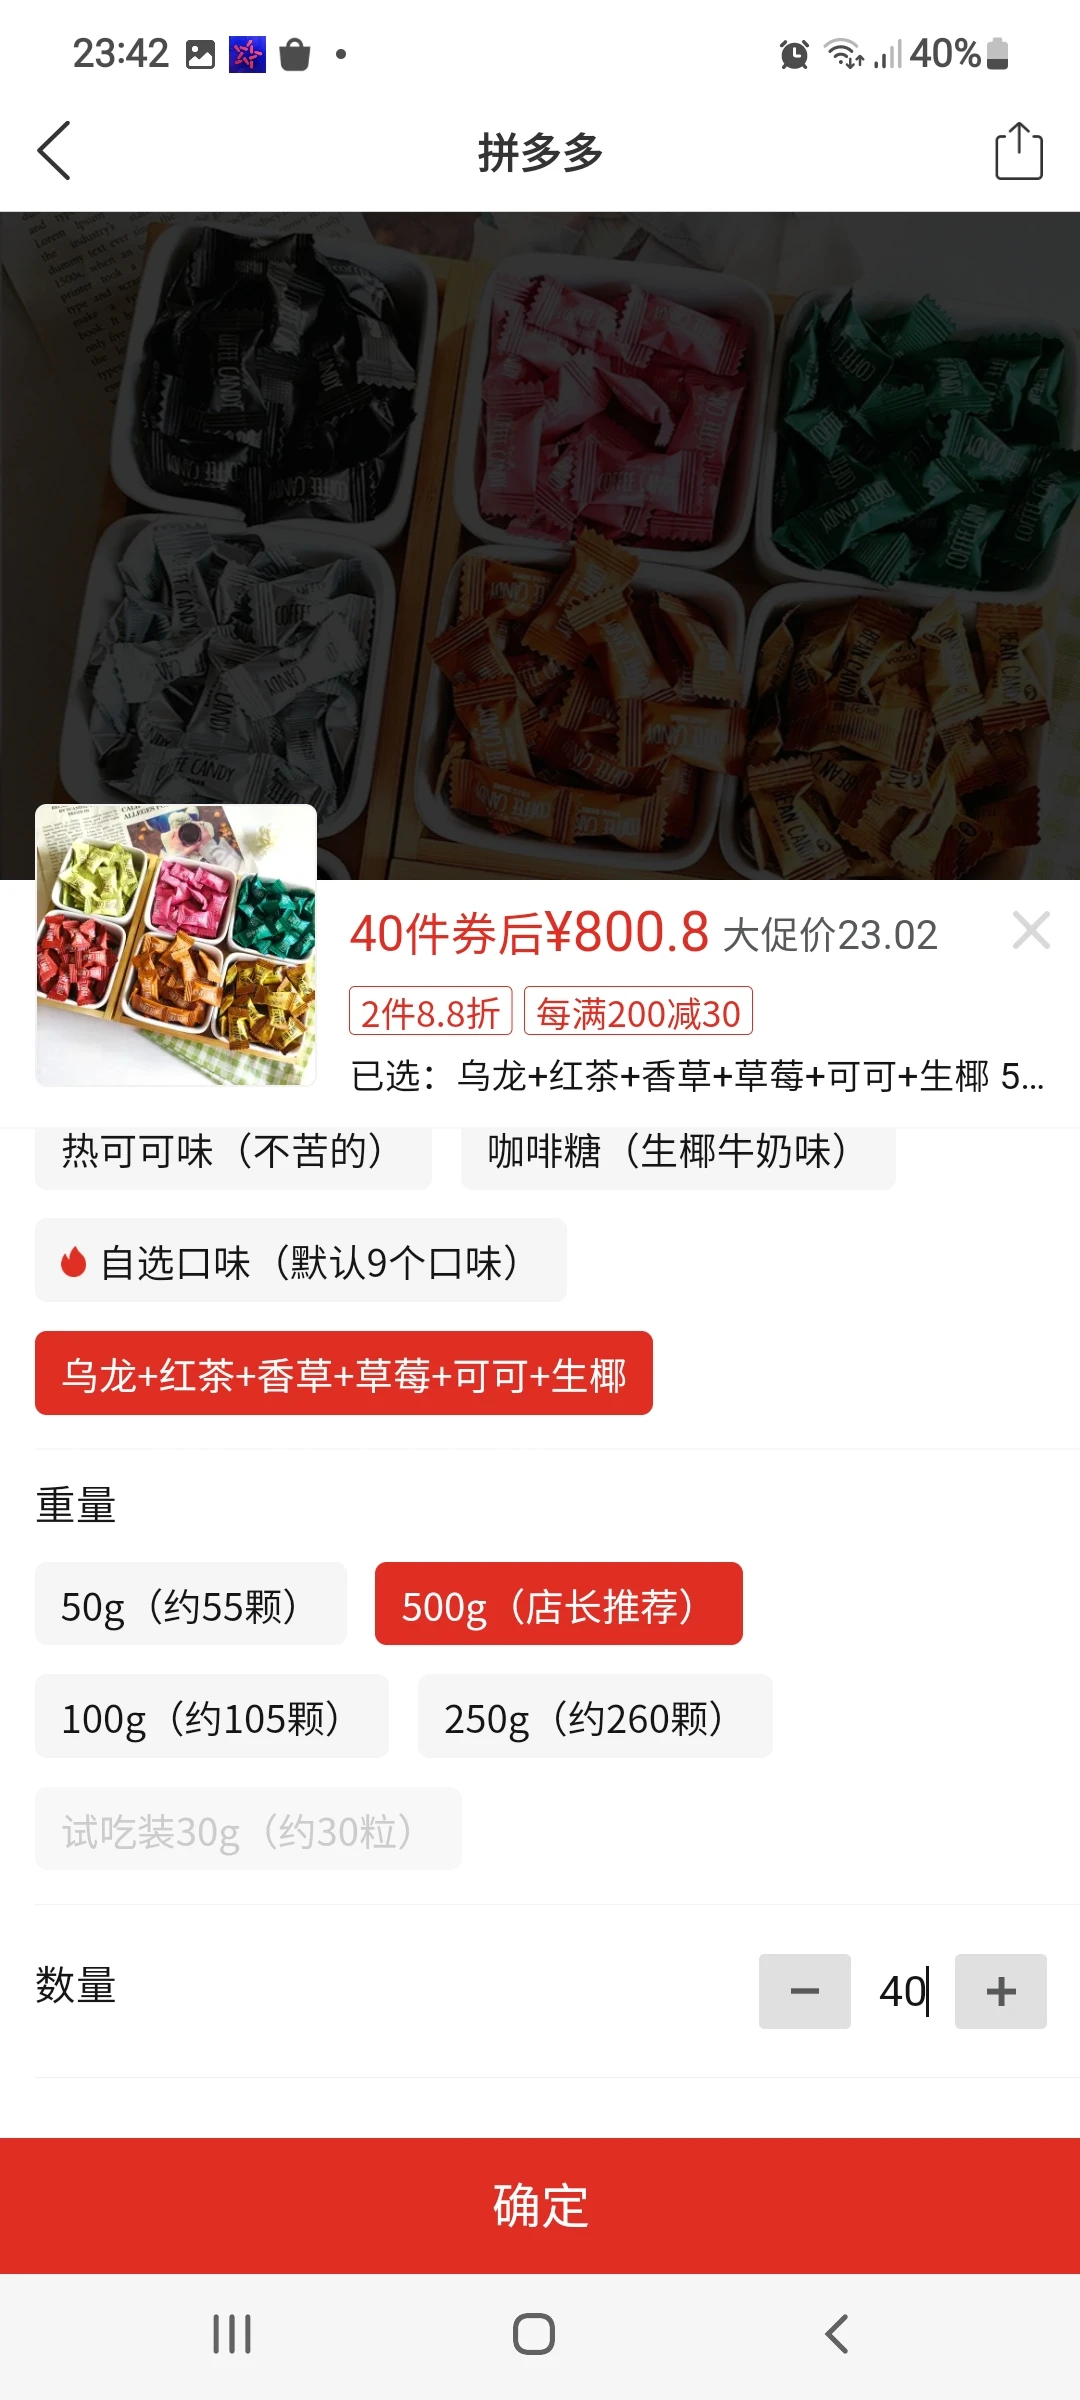 23:42
40%
拼多多
40件券后¥800.8 大促价23.02
2件8.8折 每满200减30
已选：乌龙+红茶+香草+草莓+可可+生椰 5...
热可可味（不苦的） 咖啡糖（生椰牛奶味）
自选口味（默认9个口味）
乌龙+红茶+香草+草莓+可可+生椰
重量
50g（约55颗） 500g（店长推荐）
100g（约105颗） 250g（约260颗）
试吃装30g（约30粒）
数量
40
确定